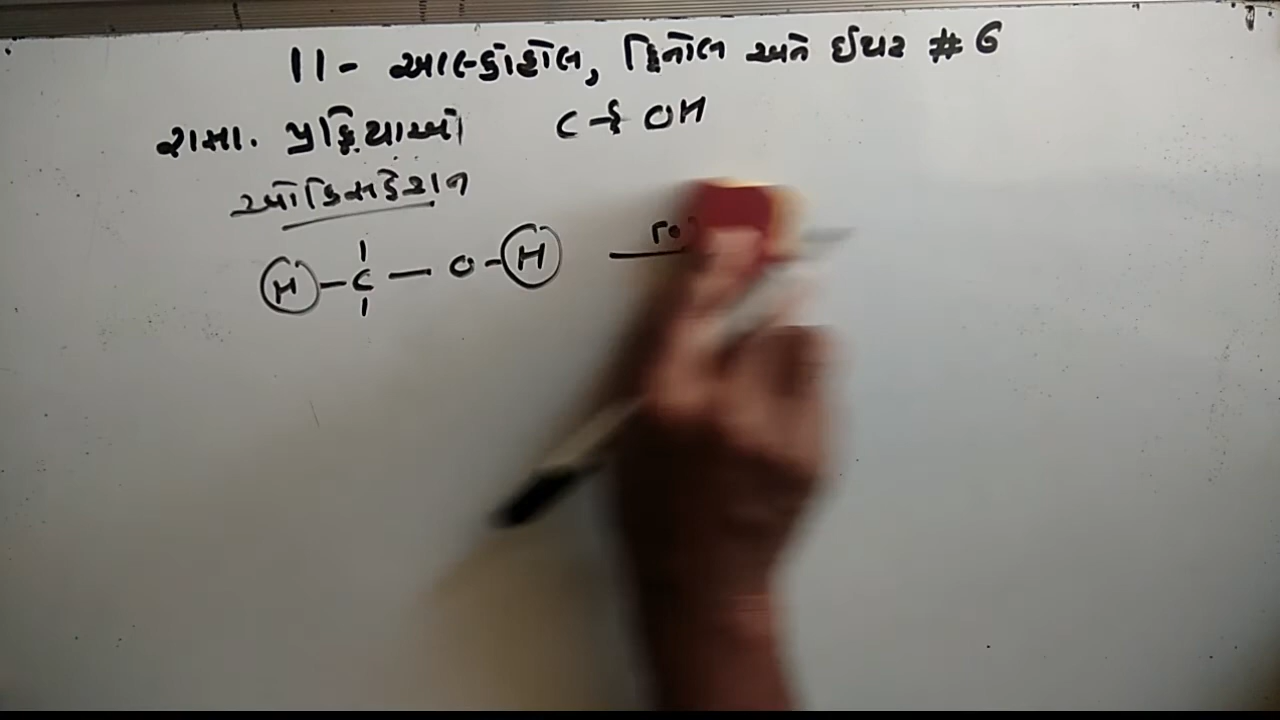 11- આલ્કોહોલ, ફિનોલ અને ઈથર # 6
રાસા. પ્રક્રિયાઓ C OH
ઓક્સિડેશન
H-C-O-H [o]